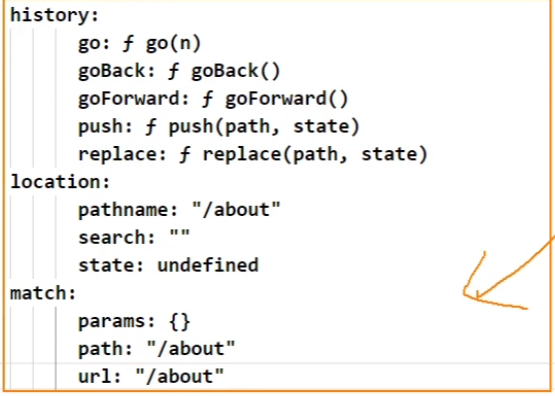 history:
go: ƒ go(n)
goBack: ƒ goBack()
goForward: ƒ goForward()
push: ƒ push(path, state)
replace: ƒ replace(path, state)
location:
pathname: "/about"
search: ""
state: undefined
match:
params: {}
path: "/about"
url: "/about"